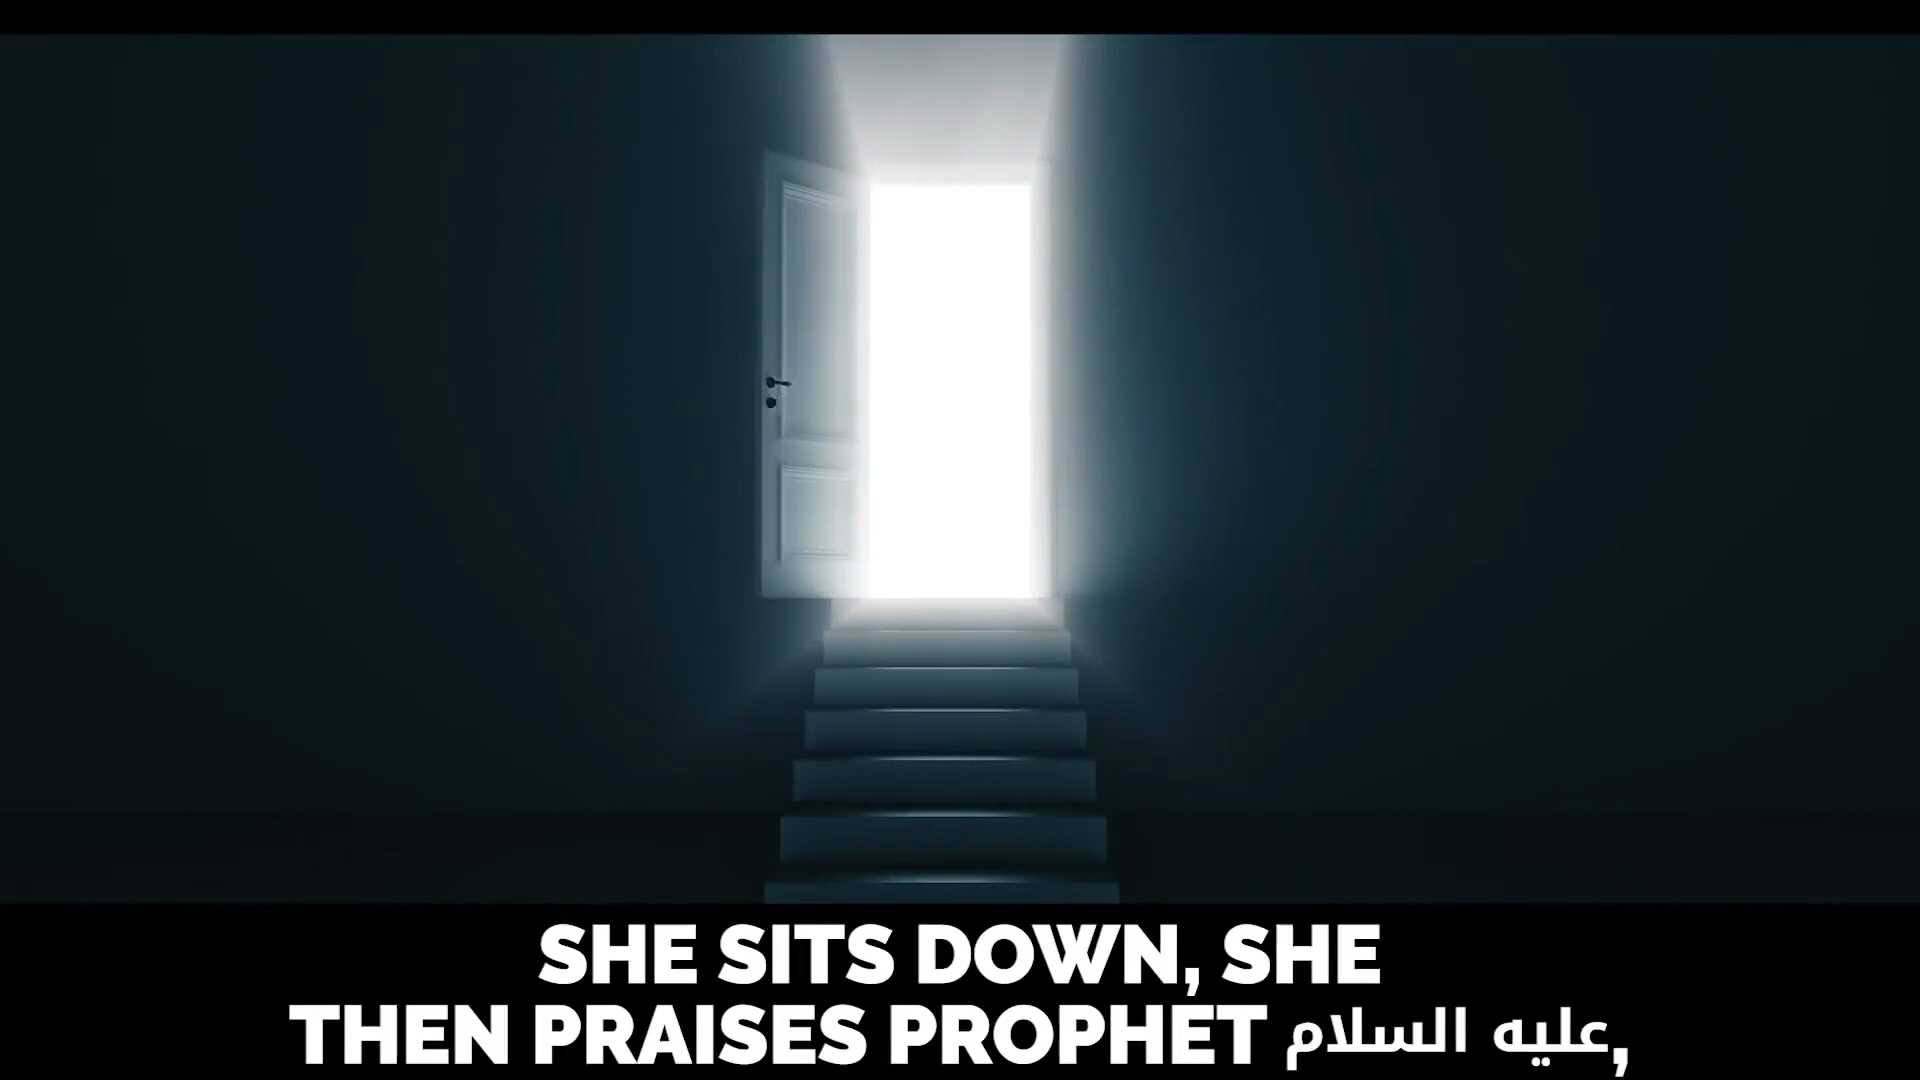 SHE SITS DOWN, SHE
THEN PRAISES PROPHET عليه السلام,